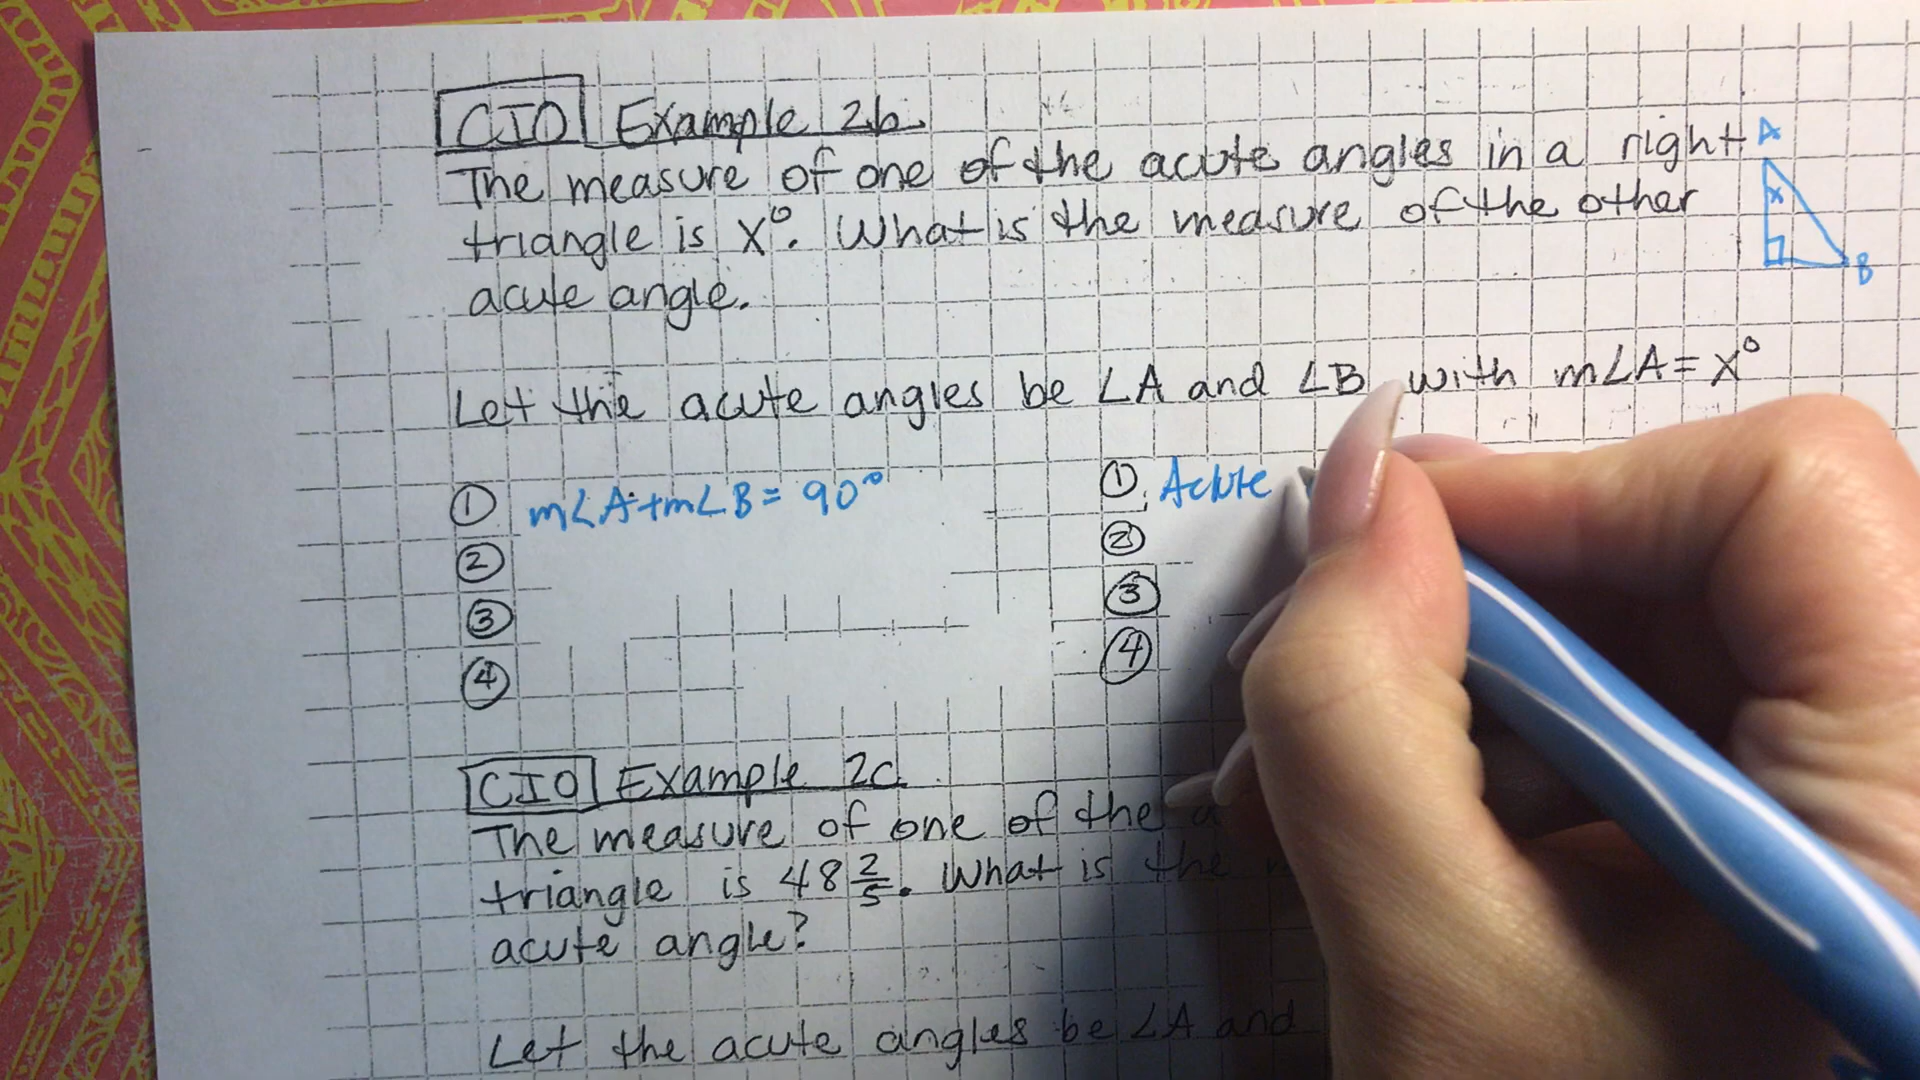 CIO Example 2b.
The measure of one of the acute angles in a right
triangle is x°. What is the measure of the other
acute angle.
A
x
B
Let the acute angles be ∠A and ∠B with m∠A = x°
① m∠A+m∠B = 90°
②
③
④
① Acute
②
③
④
CIO Example 2c
The measure of one of the a
triangle is 48 2/5. What is the
acute angle?
Let the acute angles be ∠A and